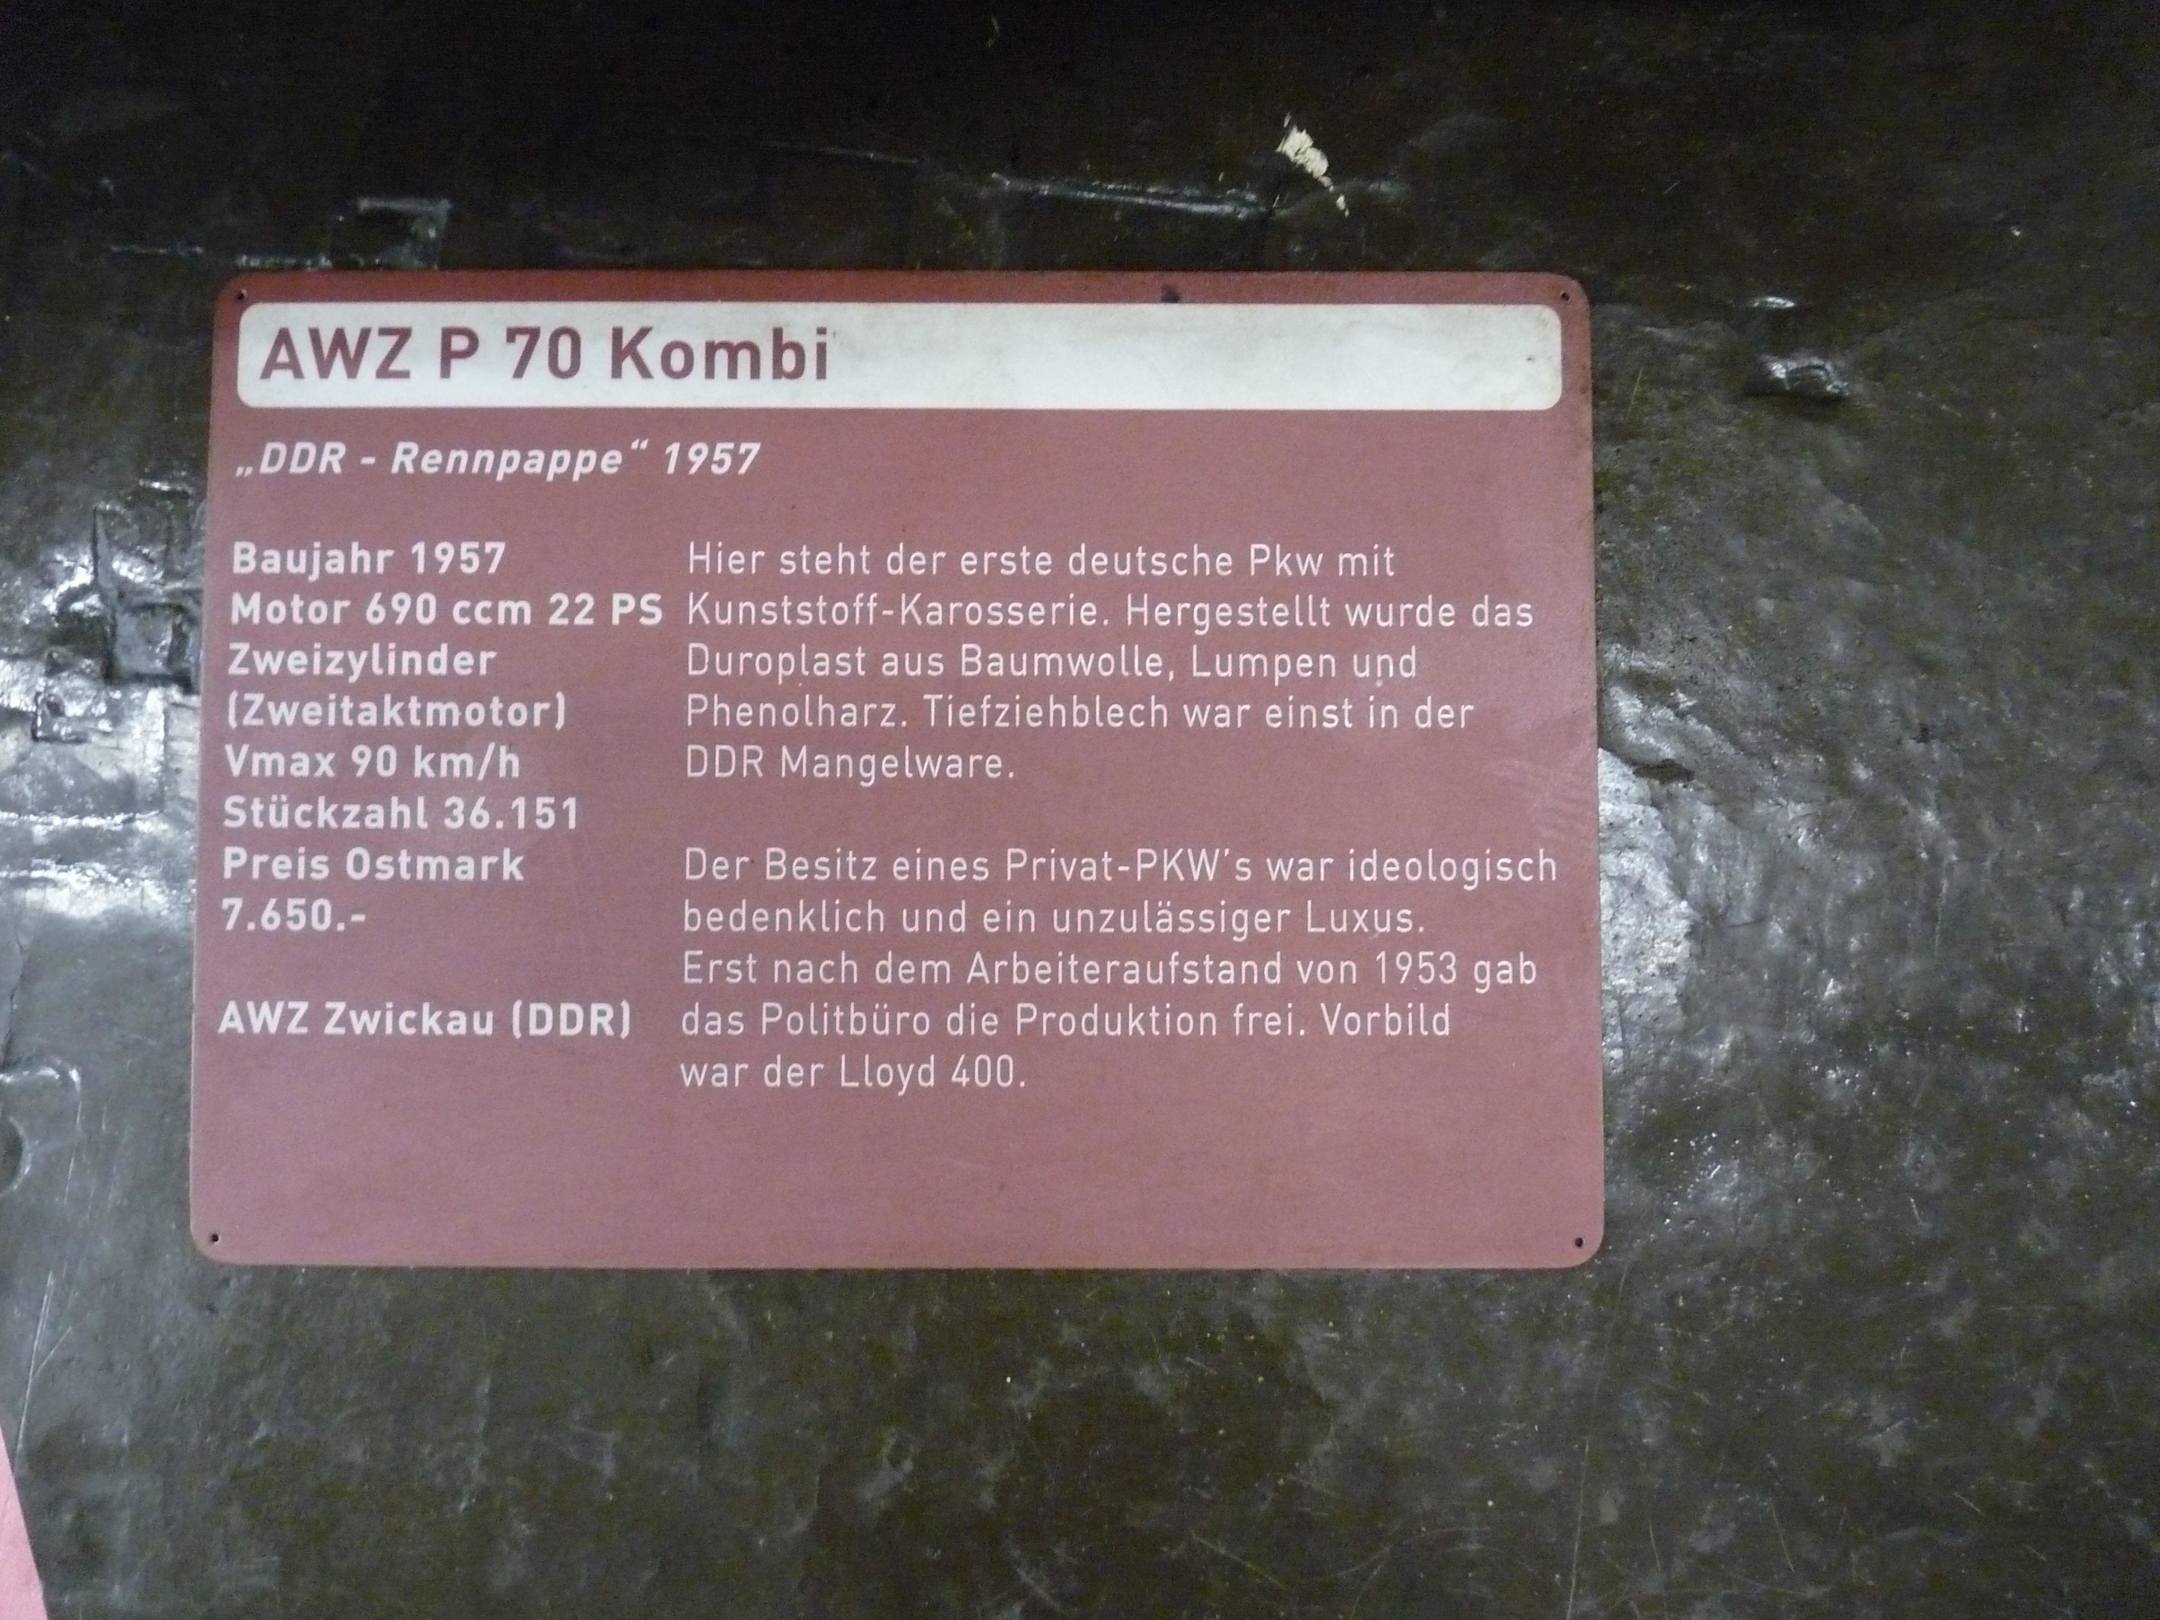 AWZ P 70 Kombi
„DDR - Rennpappe“ 1957
Baujahr 1957
Motor 690 ccm 22 PS
Zweizylinder
(Zweitaktmotor)
Vmax 90 km/h
Stückzahl 36.151
Preis Ostmark
7.650.-
AWZ Zwickau (DDR)
Hier steht der erste deutsche Pkw mit
Kunststoff-Karosserie. Hergestellt wurde das
Duroplast aus Baumwolle, Lumpen und
Phenolharz. Tiefziehblech war einst in der
DDR Mangelware.
Der Besitz eines Privat-PKW's war ideologisch
bedenklich und ein unzulässiger Luxus.
Erst nach dem Arbeiteraufstand von 1953 gab
das Politbüro die Produktion frei. Vorbild
war der Lloyd 400.